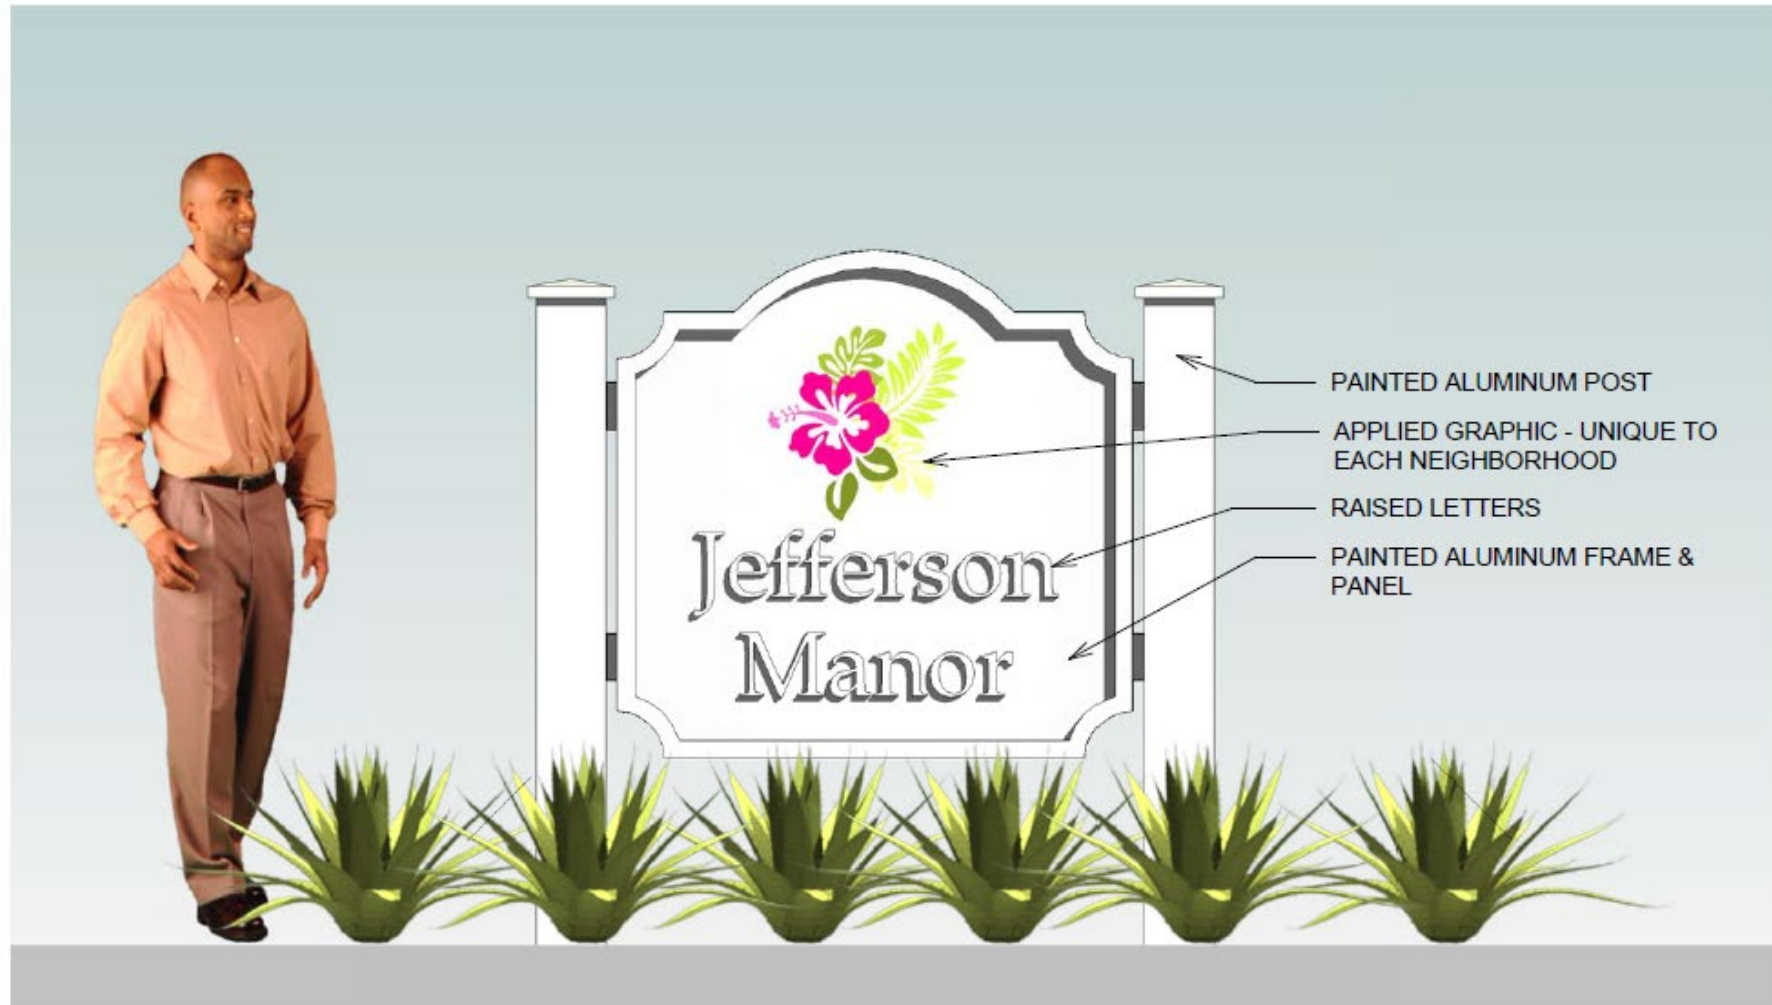 Jefferson
Manor
PAINTED ALUMINUM POST
APPLIED GRAPHIC - UNIQUE TO
EACH NEIGHBORHOOD
RAISED LETTERS
PAINTED ALUMINUM FRAME &
PANEL